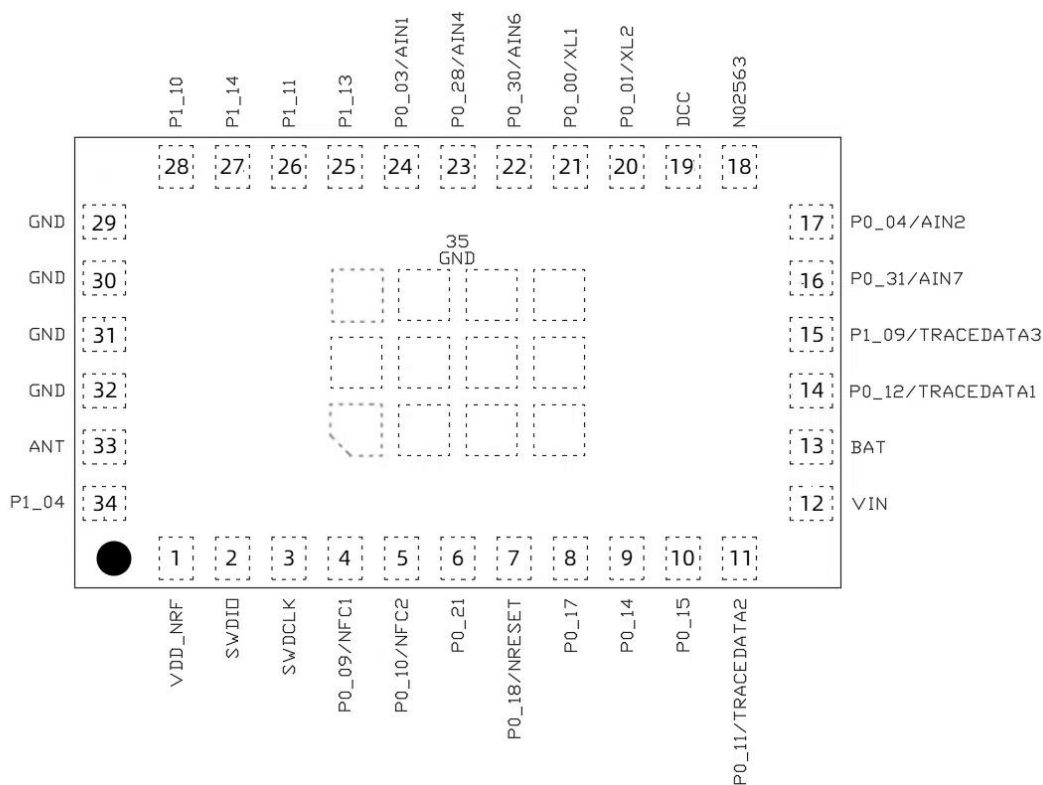 P1_10
P1_14
P1_11
P1_13
P0_03/AIN1
P0_28/AIN4
P0_30/AIN6
P0_00/XL1
P0_01/XL2
DCC
N02563
28 27 26 25 24 23 22 21 20 19 18
GND 29
17 P0_04/AIN2
35
GND
GND 30
16 P0_31/AIN7
GND 31
15 P1_09/TRACEDATA3
GND 32
14 P0_12/TRACEDATA1
ANT 33
13 BAT
P1_04 34
12 VIN
1 2 3 4 5 6 7 8 9 10 11
VDD_NRF
SWDIO
SWDCLK
P0_09/NFC1
P0_10/NFC2
P0_21
P0_18/NRESET
P0_17
P0_14
P0_15
P0_11/TRACEDATA2